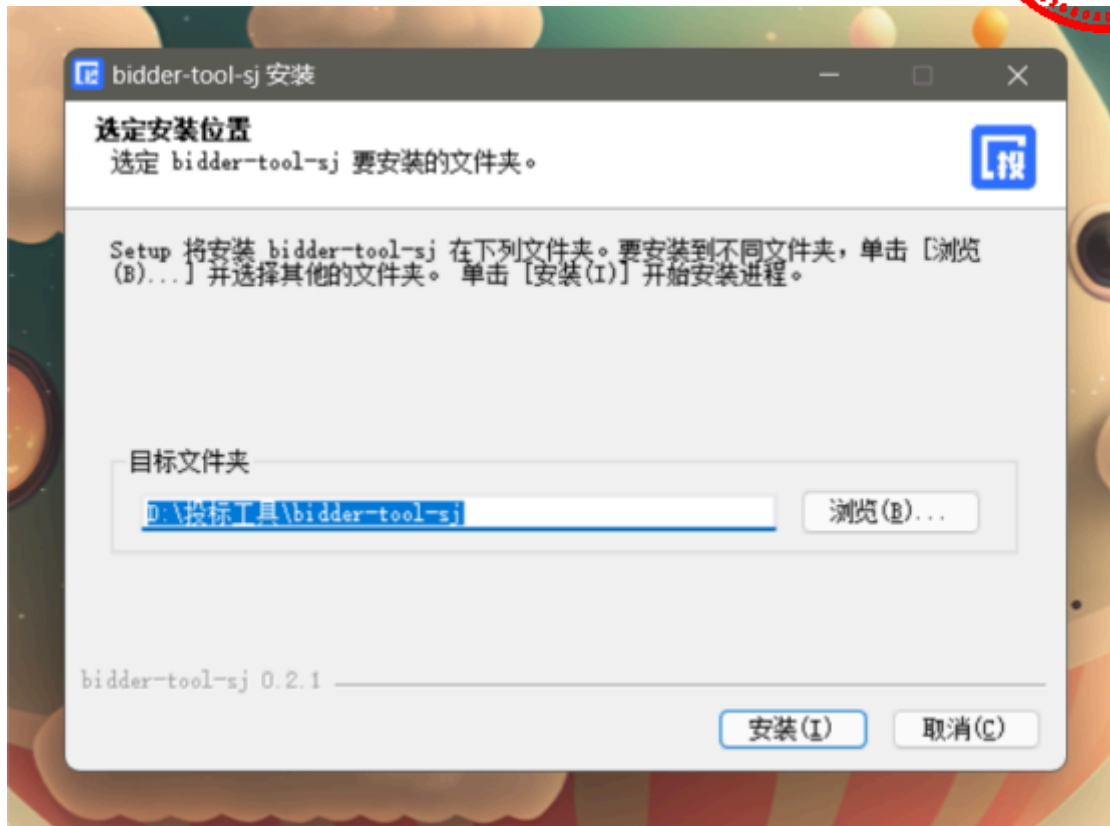 bidder-tool-sj 安装
选定安装位置
选定 bidder-tool-sj 要安装的文件夹。
投
Setup 将安装 bidder-tool-sj 在下列文件夹。要安装到不同文件夹，单击 [浏览
(B)...] 并选择其他的文件夹。 单击 [安装(I)] 开始安装进程。
目标文件夹
D:\投标工具\bidder-tool-sj
浏览(B)...
bidder-tool-sj 0.2.1
安装(I)
取消(C)